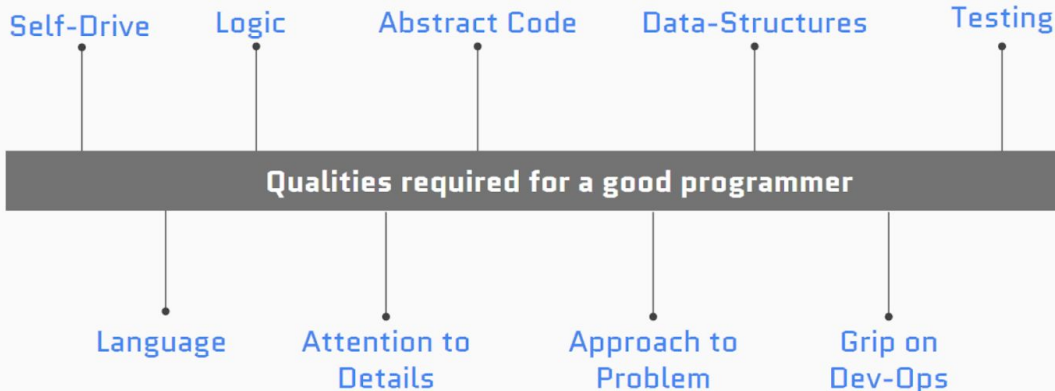 Self-Drive
Logic
Abstract Code
Data-Structures
Testing
Qualities required for a good programmer
Language
Attention to
Details
Approach to
Problem
Grip on
Dev-Ops